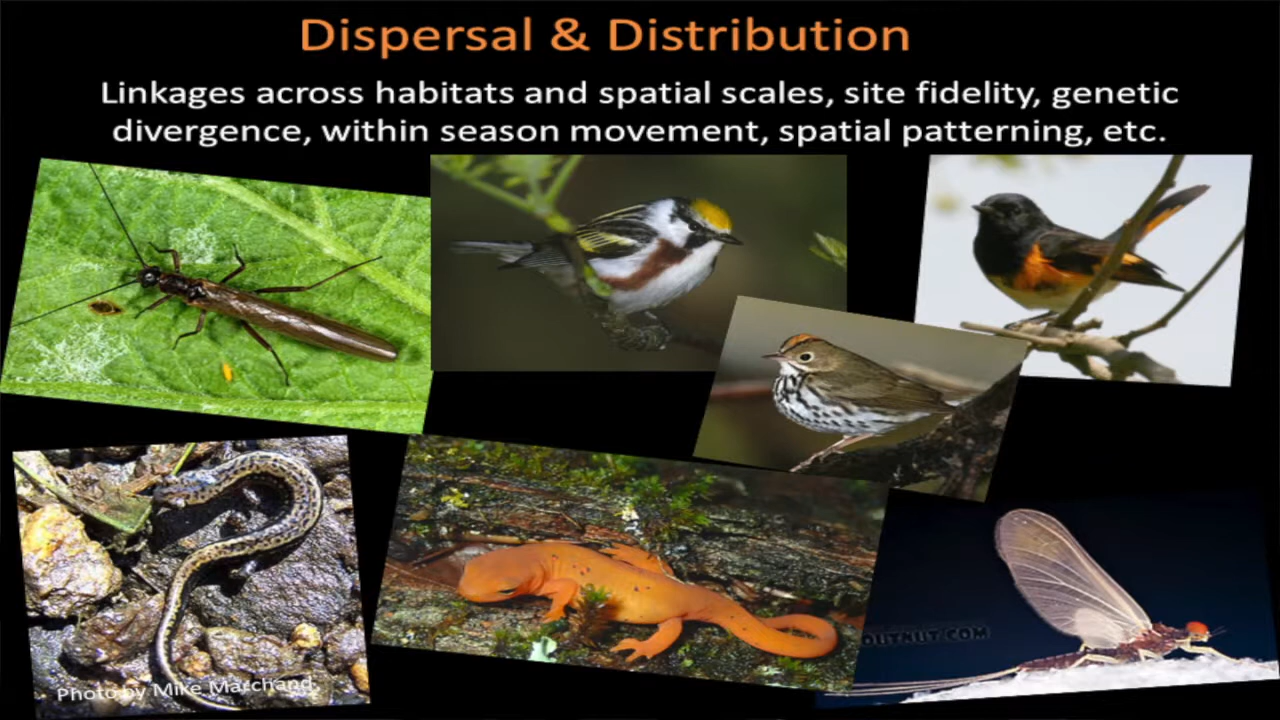 Dispersal & Distribution
Linkages across habitats and spatial scales, site fidelity, genetic
divergence, within season movement, spatial patterning, etc.
OUTNUT.COM
Photo by Mike Marchand